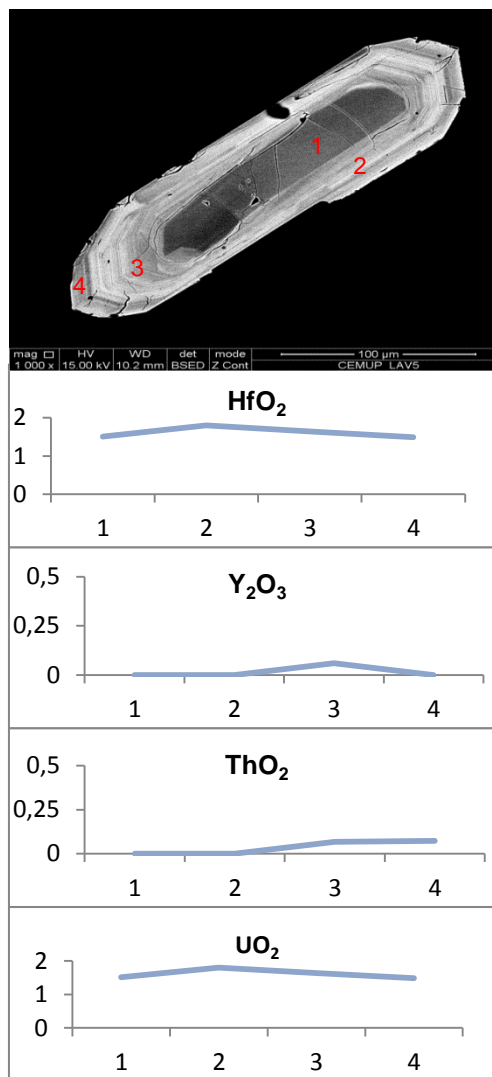 1
2
3
4
mag HV WD det mode
1 000 x 15.00 kV 10.2 mm BSED Z Cont
100 µm
CEMUP LAV5
HfO₂
2
1
0
1 2 3 4
Y₂O₃
0,5
0,25
0
1 2 3 4
ThO₂
0,5
0,25
0
1 2 3 4
UO₂
2
1
0
1 2 3 4